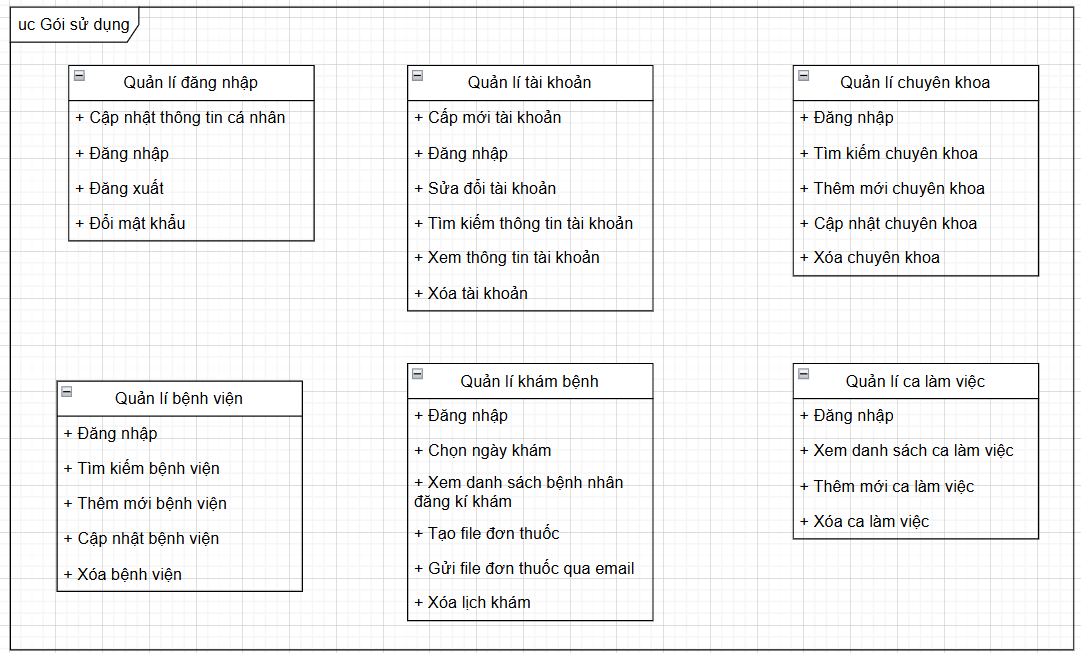 uc Gói sử dụng
Quản lí đăng nhập
+ Cập nhật thông tin cá nhân
+ Đăng nhập
+ Đăng xuất
+ Đổi mật khẩu
Quản lí tài khoản
+ Cấp mới tài khoản
+ Đăng nhập
+ Sửa đổi tài khoản
+ Tìm kiếm thông tin tài khoản
+ Xem thông tin tài khoản
+ Xóa tài khoản
Quản lí chuyên khoa
+ Đăng nhập
+ Tìm kiếm chuyên khoa
+ Thêm mới chuyên khoa
+ Cập nhật chuyên khoa
+ Xóa chuyên khoa
Quản lí bệnh viện
+ Đăng nhập
+ Tìm kiếm bệnh viện
+ Thêm mới bệnh viện
+ Cập nhật bệnh viện
+ Xóa bệnh viện
Quản lí khám bệnh
+ Đăng nhập
+ Chọn ngày khám
+ Xem danh sách bệnh nhân
đăng kí khám
+ Tạo file đơn thuốc
+ Gửi file đơn thuốc qua email
+ Xóa lịch khám
Quản lí ca làm việc
+ Đăng nhập
+ Xem danh sách ca làm việc
+ Thêm mới ca làm việc
+ Xóa ca làm việc